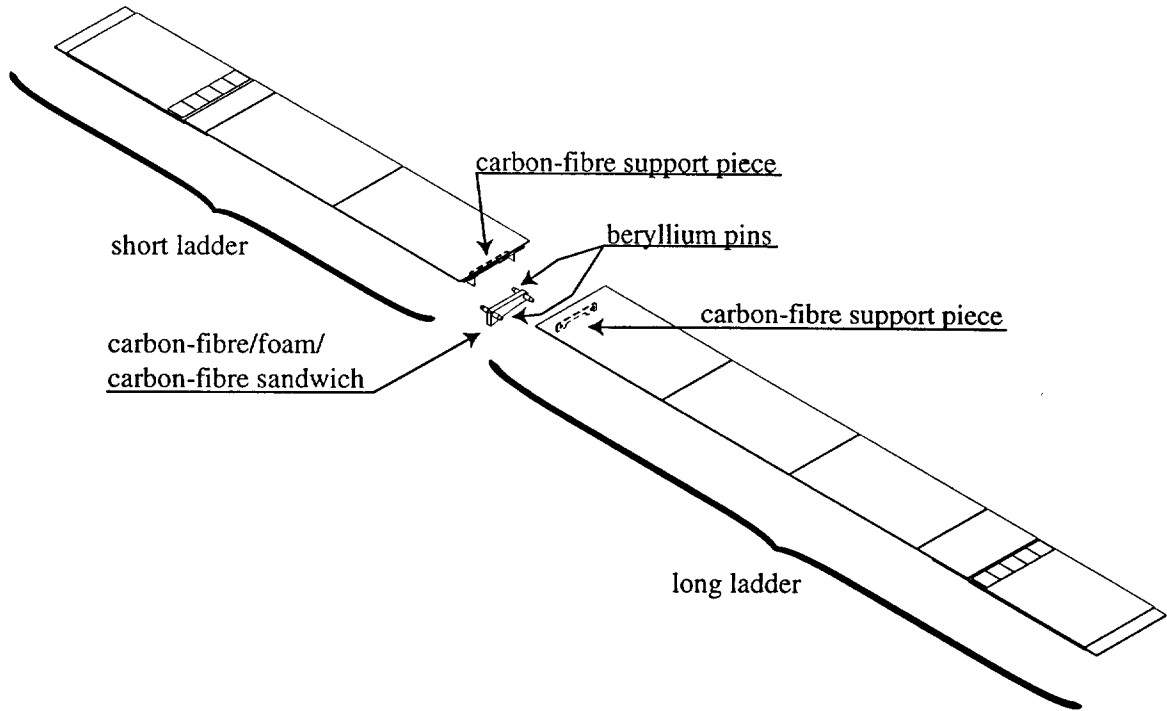 carbon-fibre support piece
beryllium pins
short ladder
carbon-fibre support piece
carbon-fibre/foam/
carbon-fibre sandwich
long ladder